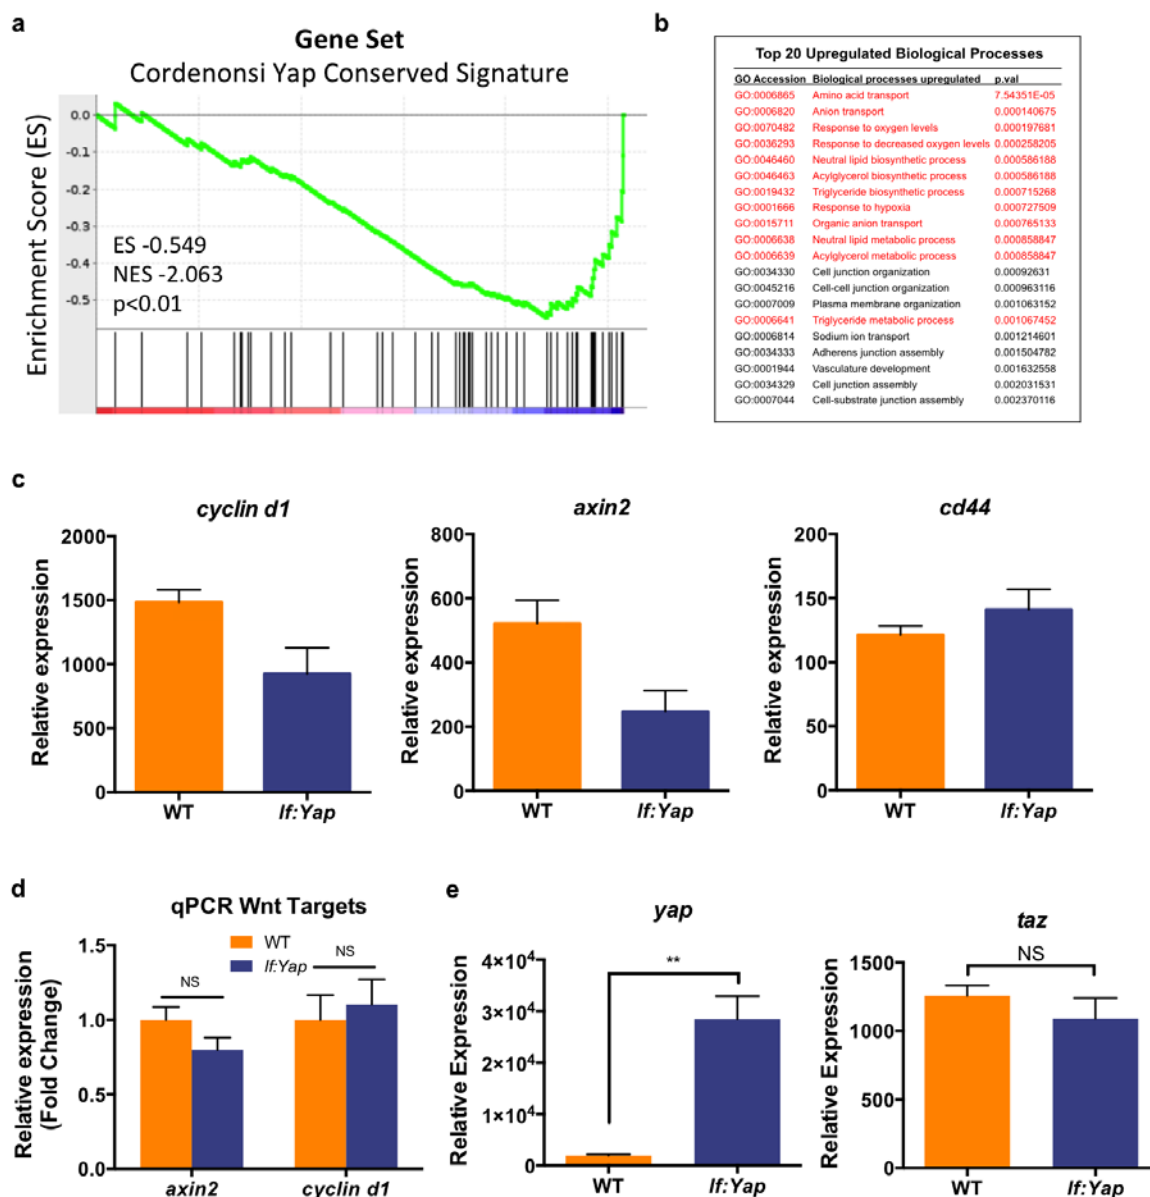 a
Gene Set
Cordenonsi Yap Conserved Signature
Enrichment Score (ES)
0.0
-0.1
-0.2
-0.3
-0.4
-0.5
ES -0.549
NES -2.063
p<0.01
b
Top 20 Upregulated Biological Processes
GO Accession Biological processes upregulated p.val
GO:0006865 Amino acid transport 7.54351E-05
GO:0006820 Anion transport 0.000140675
GO:0070482 Response to oxygen levels 0.000197681
GO:0036293 Response to decreased oxygen levels 0.000258205
GO:0046460 Neutral lipid biosynthetic process 0.000586188
GO:0046463 Acylglycerol biosynthetic process 0.000586188
GO:0019432 Triglyceride biosynthetic process 0.000715268
GO:0001666 Response to hypoxia 0.000727509
GO:0015711 Organic anion transport 0.000765133
GO:0006638 Neutral lipid metabolic process 0.000858847
GO:0006639 Acylglycerol metabolic process 0.000858847
GO:0034330 Cell junction organization 0.00092631
GO:0045216 Cell-cell junction organization 0.000963116
GO:0007009 Plasma membrane organization 0.001063152
GO:0006641 Triglyceride metabolic process 0.001067452
GO:0006814 Sodium ion transport 0.001214601
GO:0034333 Adherens junction assembly 0.001504782
GO:0001944 Vasculature development 0.001632558
GO:0034329 Cell junction assembly 0.002031531
GO:0007044 Cell-substrate junction assembly 0.002370116
c
cyclin d1
Relative expression
2000
1500
1000
500
0
WT lf:Yap
axin2
Relative expression
800
600
400
200
0
WT lf:Yap
cd44
Relative expression
200
150
100
50
0
WT lf:Yap
d
qPCR Wnt Targets
WT
lf:Yap
NS
NS
Relative expression
(Fold Change)
1.5
1.0
0.5
0.0
axin2 cyclin d1
e
yap
Relative Expression
4×10⁴
3×10⁴
2×10⁴
1×10⁴
0
**
WT lf:Yap
taz
Relative Expression
1500
1000
500
0
NS
WT lf:Yap